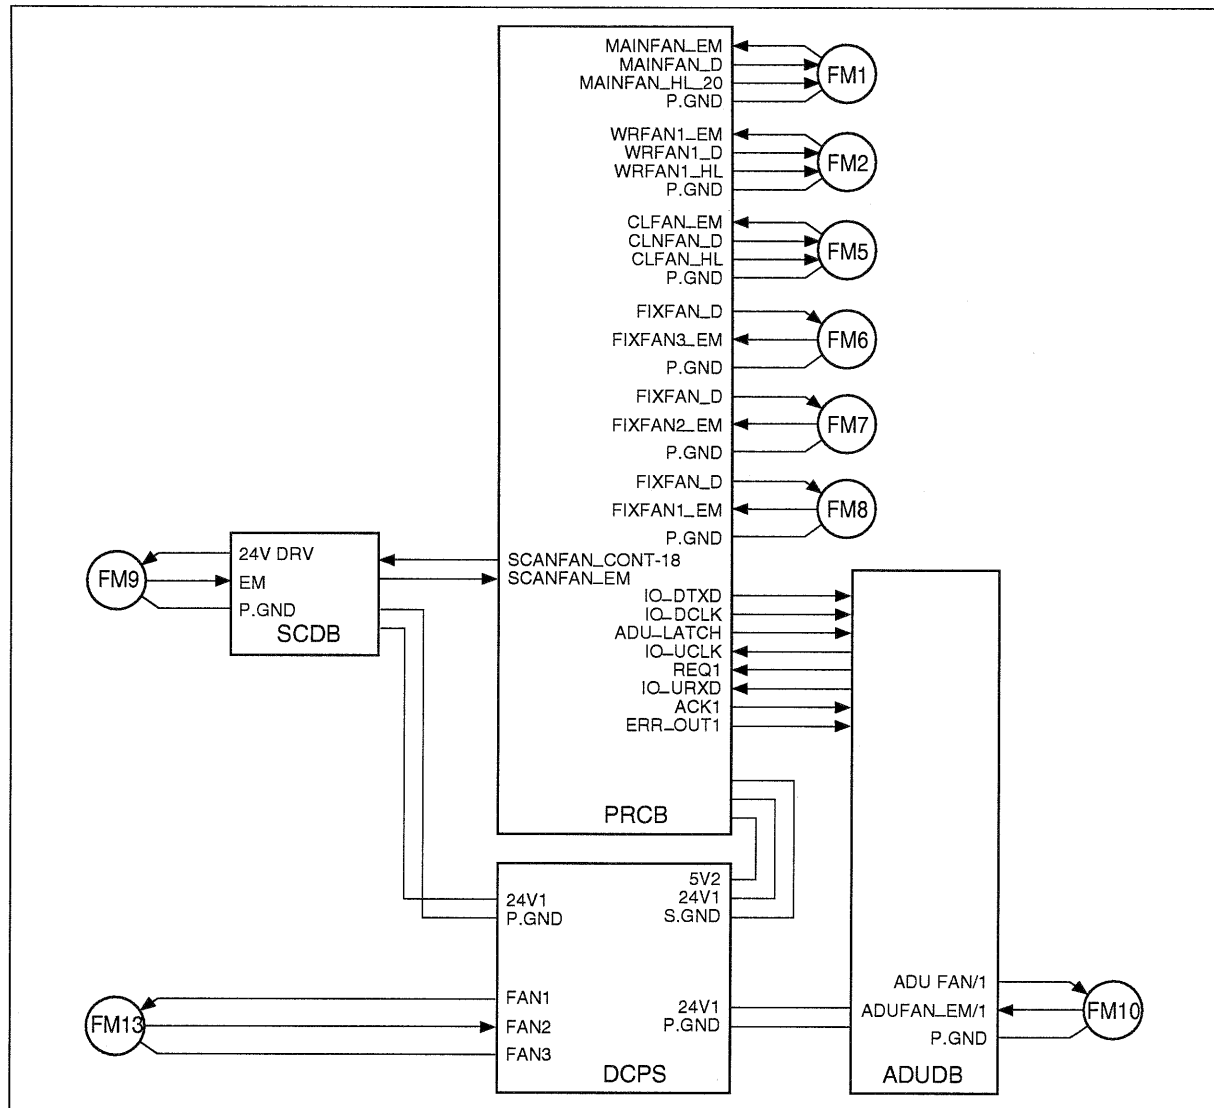 MAINFAN_EM
MAINFAN_D
MAINFAN_HL_20
P.GND
FM1
WRFAN1_EM
WRFAN1_D
WRFAN1_HL
P.GND
FM2
CLFAN_EM
CLNFAN_D
CLFAN_HL
P.GND
FM5
FIXFAN_D
FIXFAN3_EM
P.GND
FM6
FIXFAN_D
FIXFAN2_EM
P.GND
FM7
FIXFAN_D
FIXFAN1_EM
P.GND
FM8
FM9
24V DRV
EM
P.GND
SCDB
SCANFAN_CONT-18
SCANFAN_EM
IO_DTXD
IO_DCLK
ADU_LATCH
IO_UCLK
REQ1
IO_URXD
ACK1
ERR_OUT1
PRCB
5V2
24V1
S.GND
24V1
P.GND
FM13
FAN1
FAN2
FAN3
24V1
P.GND
DCPS
ADU FAN/1
ADUFAN_EM/1
P.GND
FM10
ADUDB